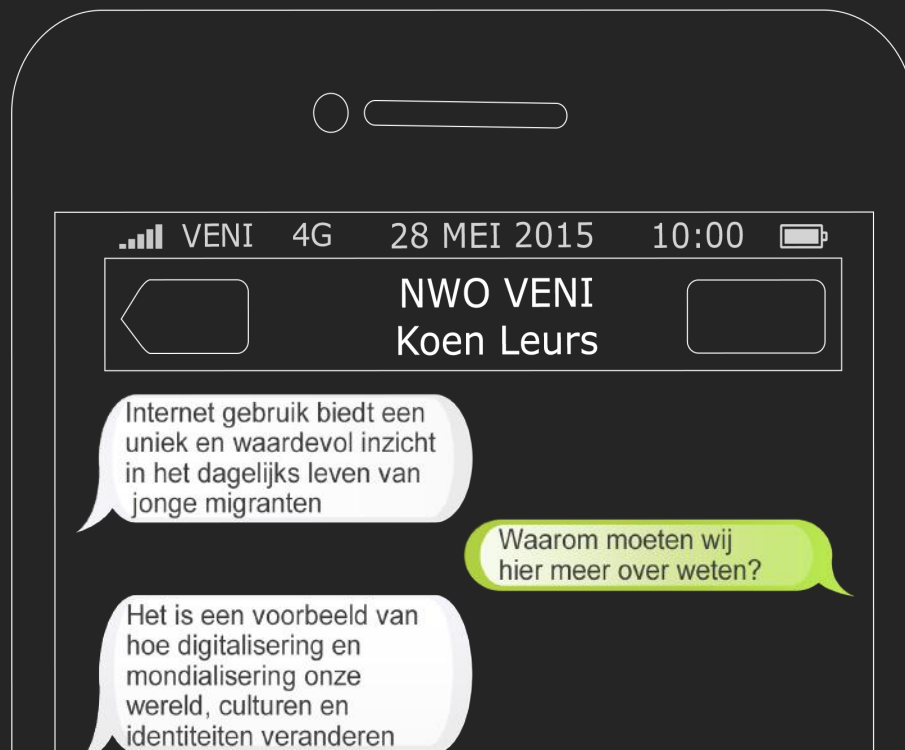 VENI 4G 28 MEI 2015 10:00
NWO VENI
Koen Leurs
Internet gebruik biedt een
uniek en waardevol inzicht
in het dagelijks leven van
jonge migranten
Waarom moeten wij
hier meer over weten?
Het is een voorbeeld van
hoe digitalisering en
mondialisering onze
wereld, culturen en
identiteiten veranderen